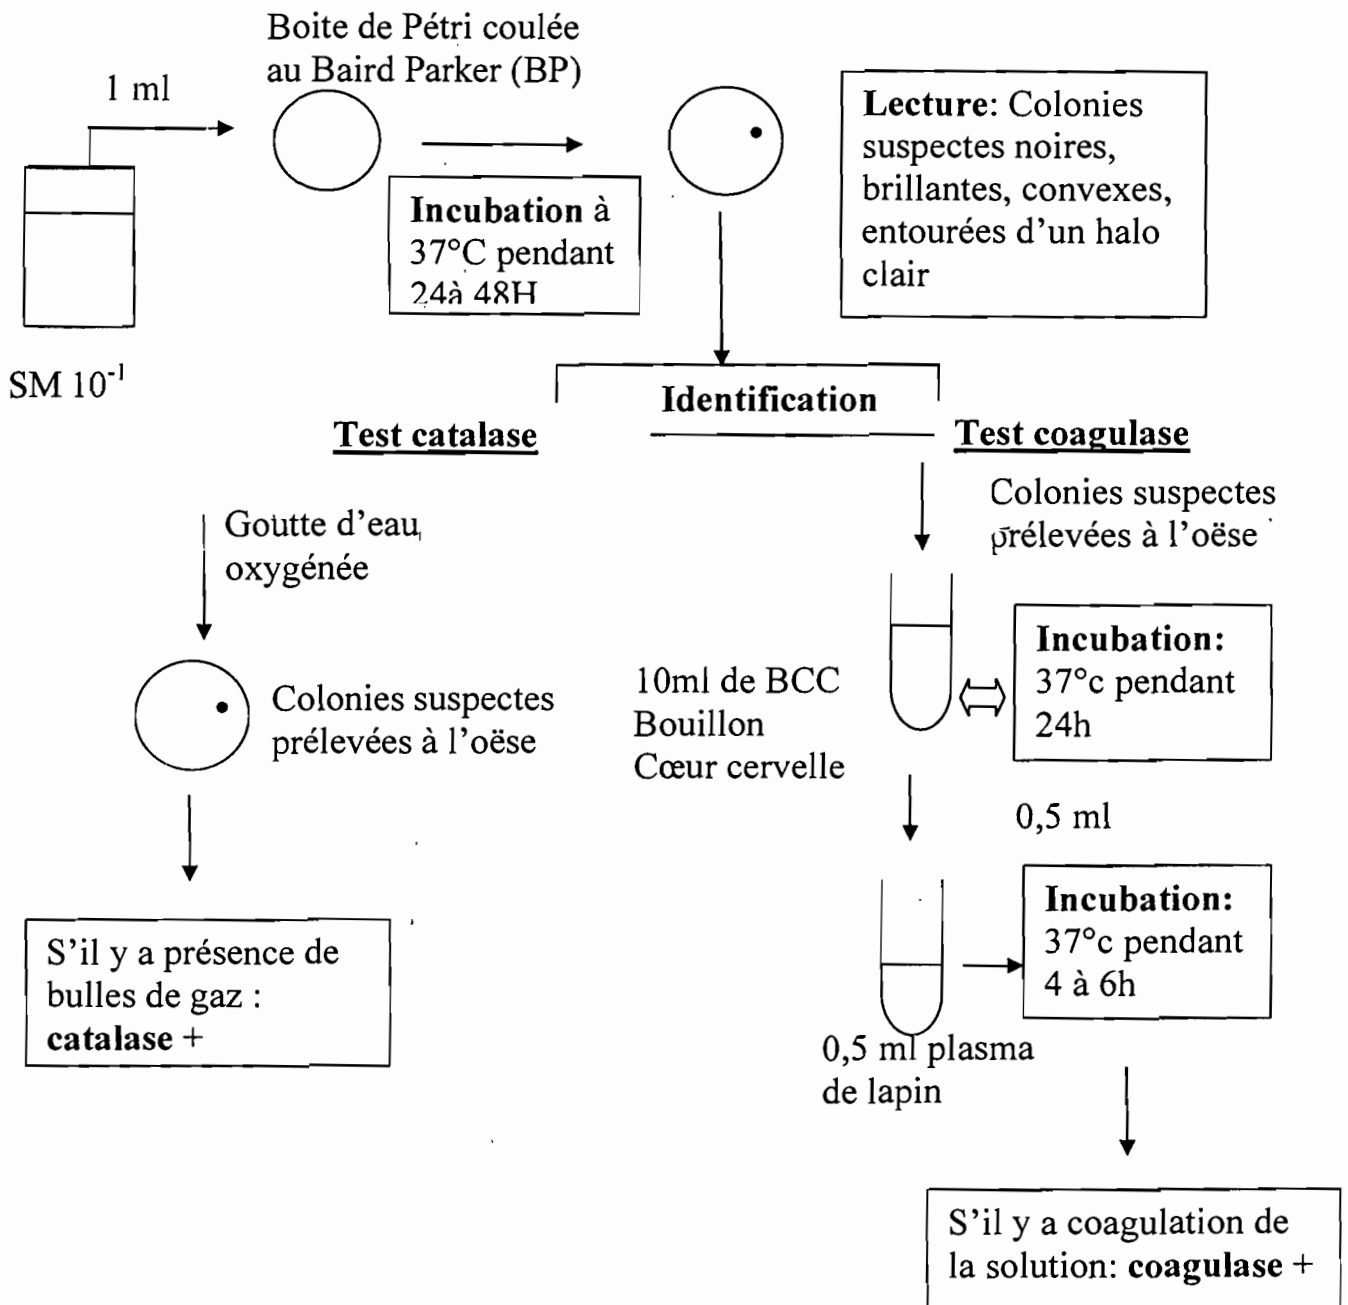 Boite de Pétri coulée
au Baird Parker (BP)
1 ml
Lecture: Colonies
suspectes noires,
brillantes, convexes,
entourées d'un halo
clair
Incubation à
37°C pendant
24à 48H
SM 10⁻¹
Identification
Test catalase
Test coagulase
Goutte d'eau
oxygénée
Colonies suspectes
prélevées à l'oëse
Colonies suspectes
prélevées à l'oëse
10ml de BCC
Bouillon
Cœur cervelle
Incubation:
37°c pendant
24h
0,5 ml
Incubation:
37°c pendant
4 à 6h
0,5 ml plasma
de lapin
S'il y a présence de
bulles de gaz :
catalase +
S'il y a coagulation de
la solution: coagulase +